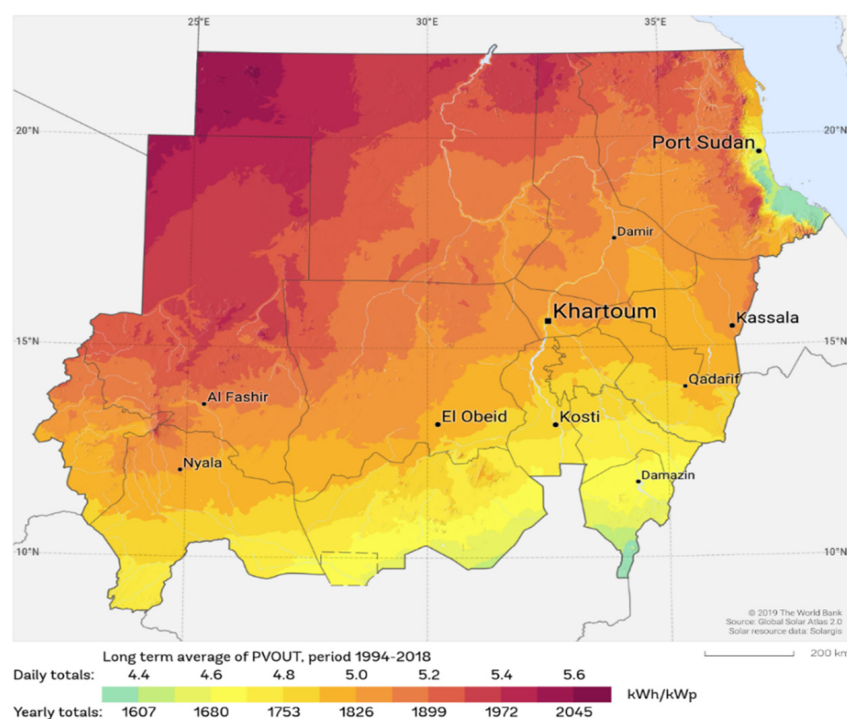 25°E 30°E 35°E
20°N 20°N
Port Sudan
Damir
Khartoum
Kassala
15°N 15°N
Qadarif
Al Fashir
El Obeid Kosti
Nyala
Damazin
10°N 10°N
© 2019 The World Bank
Source: Global Solar Atlas 2.0
Solar resource data: Solargis
Long term average of PVOUT, period 1994-2018
200 km
Daily totals: 4.4 4.6 4.8 5.0 5.2 5.4 5.6
kWh/kWp
Yearly totals: 1607 1680 1753 1826 1899 1972 2045